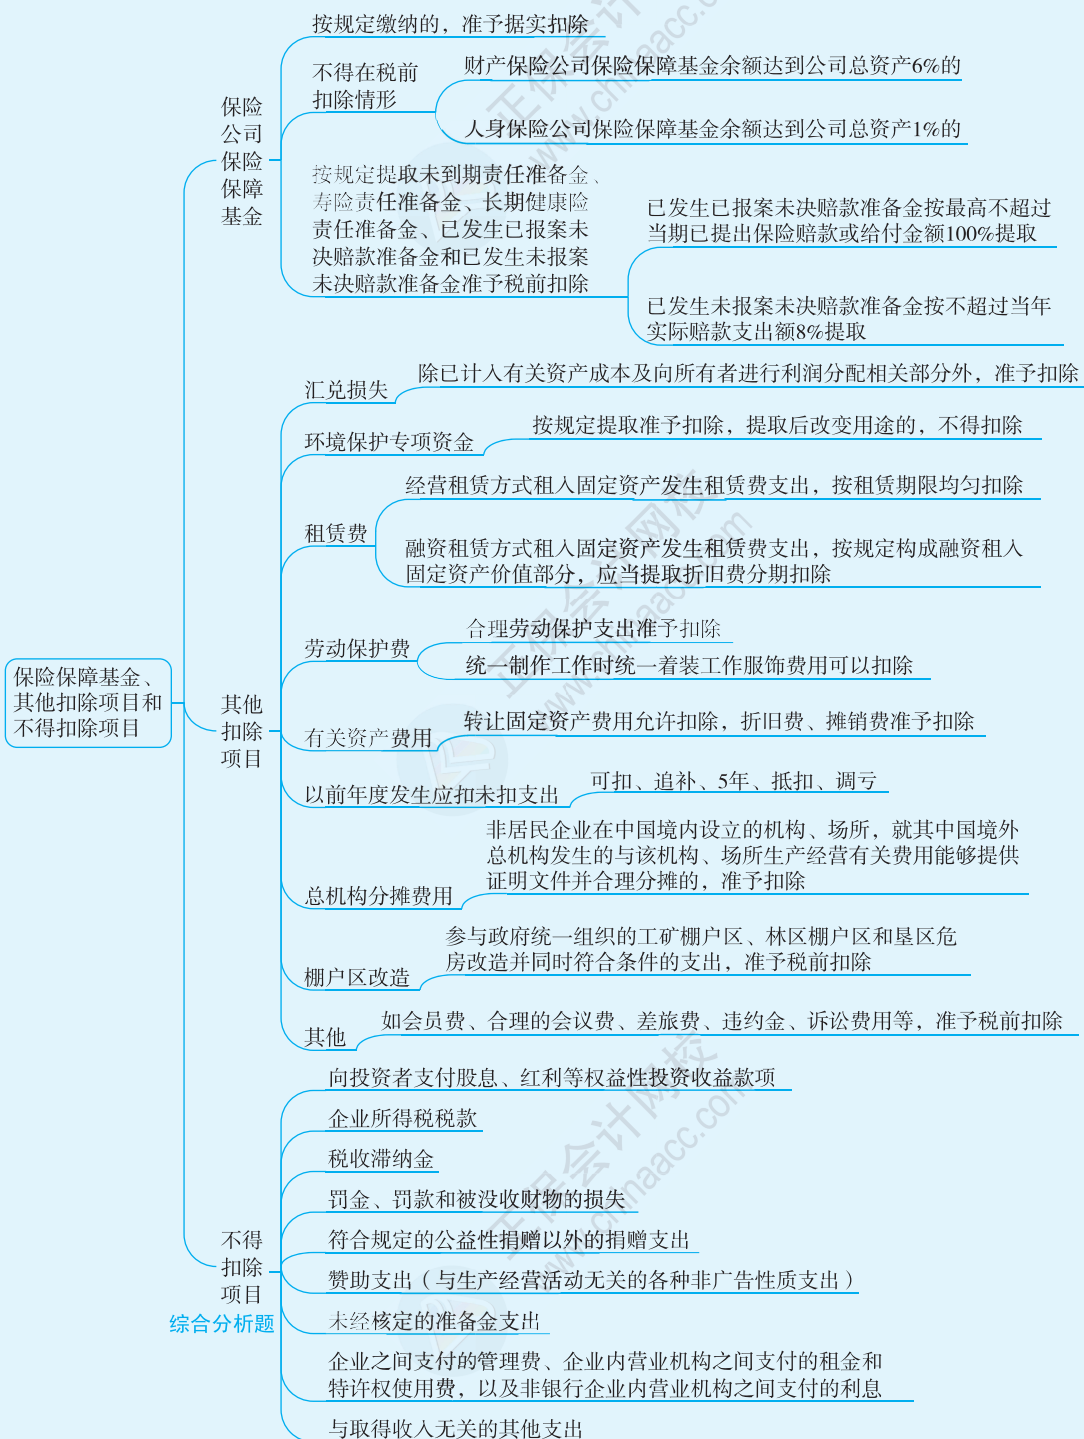 保险保障基金、
其他扣除项目和
不得扣除项目
保险
公司
保险
保障
基金
按规定缴纳的，准予据实扣除
不得在税前
扣除情形
财产保险公司保险保障基金余额达到公司总资产6%的
人身保险公司保险保障基金余额达到公司总资产1%的
按规定提取未到期责任准备金、
寿险责任准备金、长期健康险
责任准备金、已发生已报案未
决赔款准备金和已发生未报案
未决赔款准备金准予税前扣除
已发生已报案未决赔款准备金按最高不超过
当期已提出保险赔款或给付金额100%提取
已发生未报案未决赔款准备金按不超过当年
实际赔款支出额8%提取
其他
扣除
项目
汇兑损失
除已计入有关资产成本及向所有者进行利润分配相关部分外，准予扣除
环境保护专项资金
按规定提取准予扣除，提取后改变用途的，不得扣除
租赁费
经营租赁方式租入固定资产发生租赁费支出，按租赁期限均匀扣除
融资租赁方式租入固定资产发生租赁费支出，按规定构成融资租入
固定资产价值部分，应当提取折旧费分期扣除
劳动保护费
合理劳动保护支出准予扣除
统一制作工作时统一着装工作服饰费用可以扣除
有关资产费用
转让固定资产费用允许扣除，折旧费、摊销费准予扣除
以前年度发生应扣未扣支出
可扣、追补、5年、抵扣、调亏
总机构分摊费用
非居民企业在中国境内设立的机构、场所，就其中国境外
总机构发生的与该机构、场所生产经营有关费用能够提供
证明文件并合理分摊的，准予扣除
棚户区改造
参与政府统一组织的工矿棚户区、林区棚户区和垦区危
房改造并同时符合条件的支出，准予税前扣除
其他
如会员费、合理的会议费、差旅费、违约金、诉讼费用等，准予税前扣除
不得
扣除
项目
综合分析题
向投资者支付股息、红利等权益性投资收益款项
企业所得税税款
税收滞纳金
罚金、罚款和被没收财物的损失
符合规定的公益性捐赠以外的捐赠支出
赞助支出（与生产经营活动无关的各种非广告性质支出）
未经核定的准备金支出
企业之间支付的管理费、企业内营业机构之间支付的租金和
特许权使用费，以及非银行企业内营业机构之间支付的利息
与取得收入无关的其他支出
正保会计网校
www.chinaacc.com
正保会计网校
www.chinaacc.com
正保会计网校
www.chinaacc.com